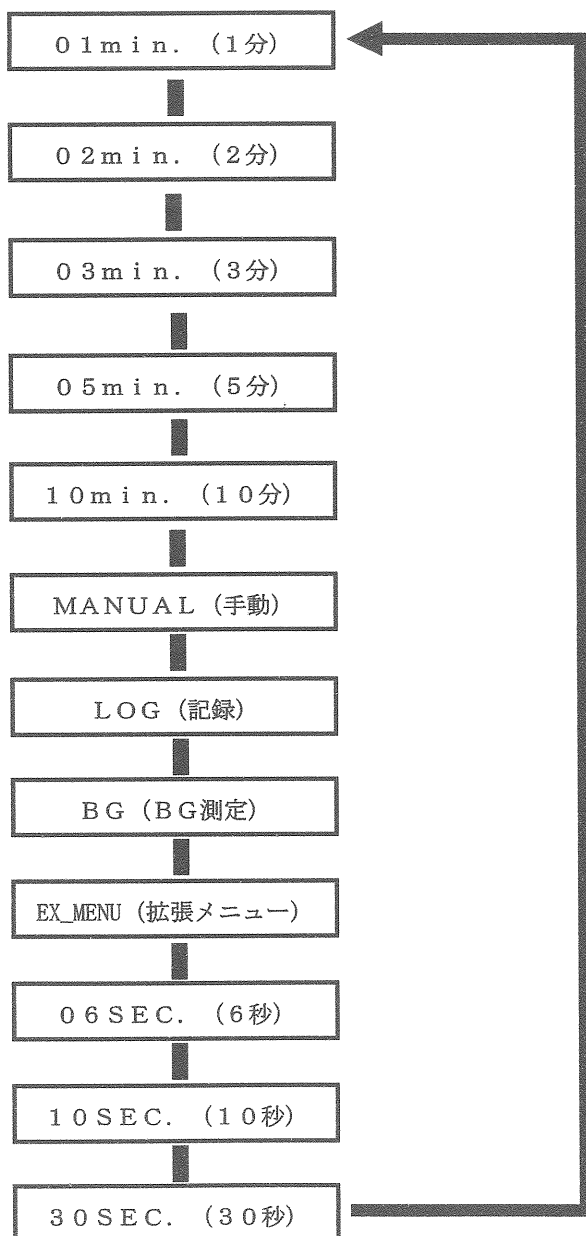 01min. (1分)
02min. (2分)
03min. (3分)
05min. (5分)
10min. (10分)
MANUAL (手動)
LOG (記録)
BG (BG測定)
EX_MENU (拡張メニュー)
06SEC. (6秒)
10SEC. (10秒)
30SEC. (30秒)